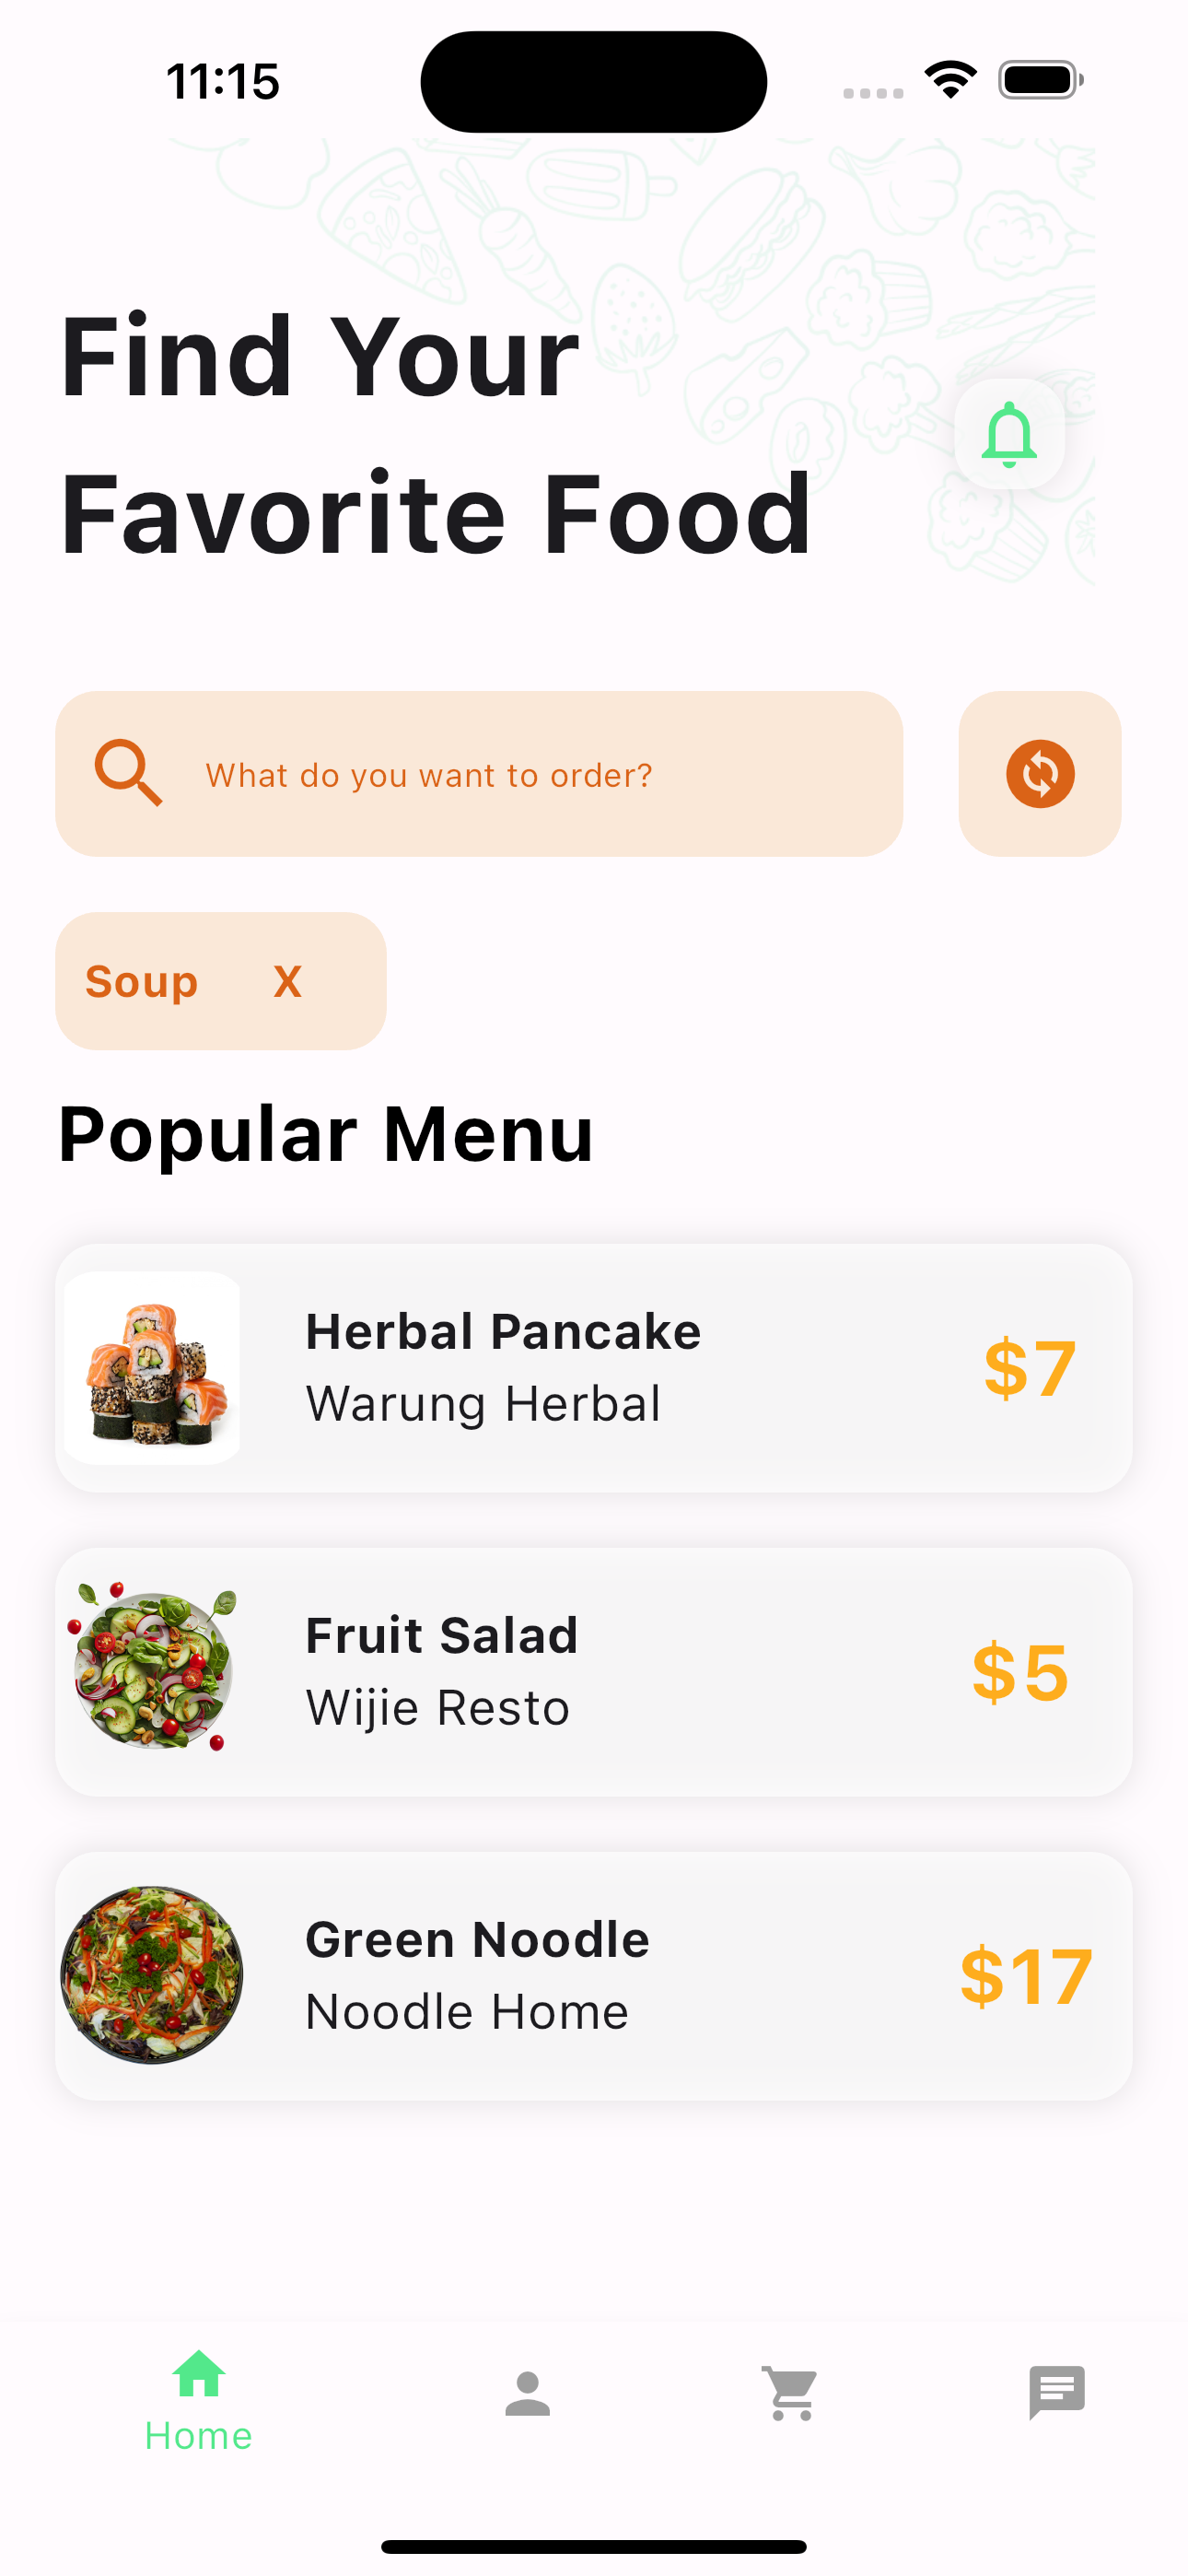 11:15
Find Your
Favorite Food
What do you want to order?
Soup X
Popular Menu
Herbal Pancake
Warung Herbal
$7
Fruit Salad
Wijie Resto
$5
Green Noodle
Noodle Home
$17
Home